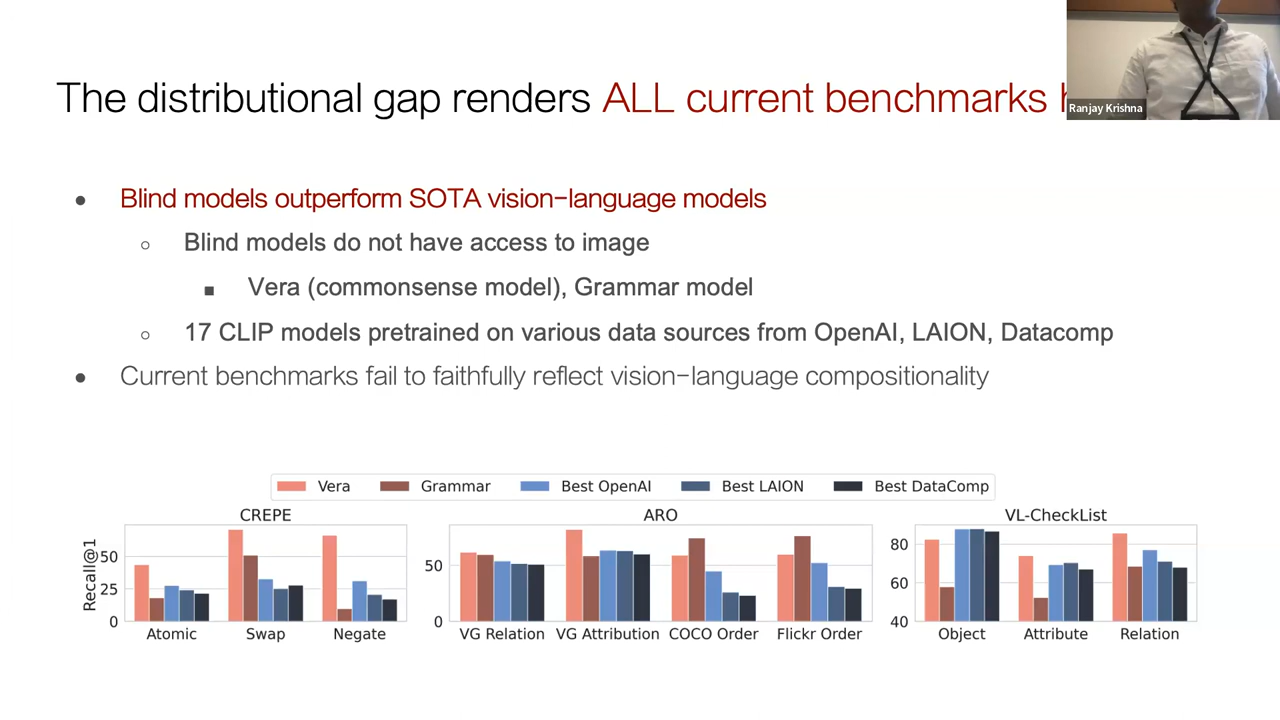 The distributional gap renders ALL current benchmarks
Ranjay Krishna
● Blind models outperform SOTA vision-language models
○ Blind models do not have access to image
■ Vera (commonsense model), Grammar model
○ 17 CLIP models pretrained on various data sources from OpenAI, LAION, Datacomp
● Current benchmarks fail to faithfully reflect vision-language compositionality
Vera Grammar Best OpenAI Best LAION Best DataComp
CREPE ARO VL-CheckList
Recall@1
50
25
0
Atomic Swap Negate
50
0
VG Relation VG Attribution COCO Order Flickr Order
80
60
40
Object Attribute Relation